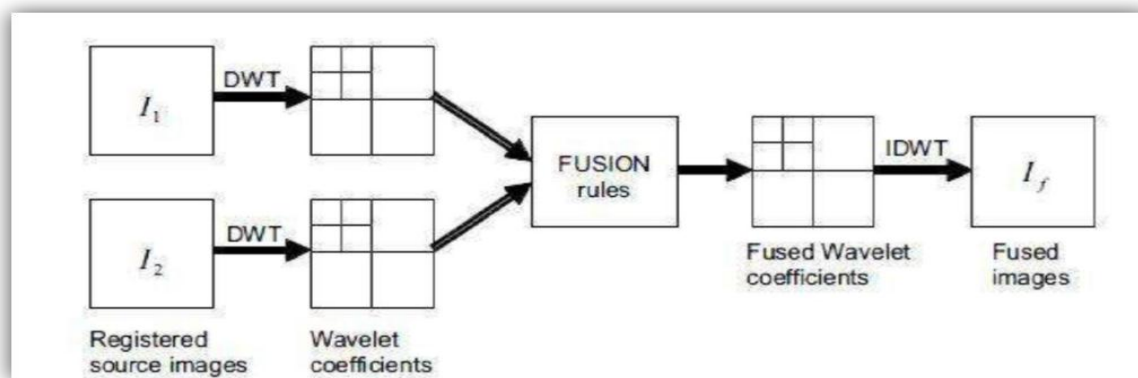 DWT
I1
FUSION
rules
IDWT
If
DWT
I2
Registered
source images
Wavelet
coefficients
Fused Wavelet
coefficients
Fused
images